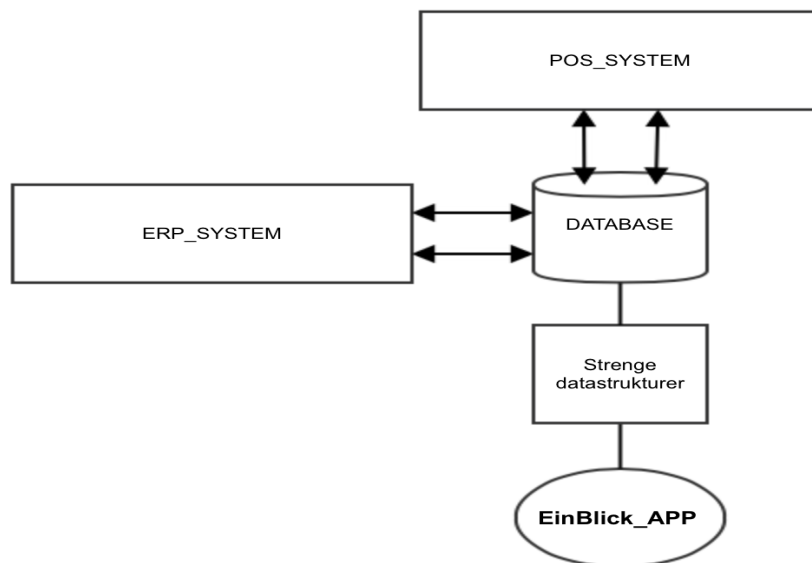 POS_SYSTEM
ERP_SYSTEM
DATABASE
Strenge
datastrukturer
EinBlick_APP